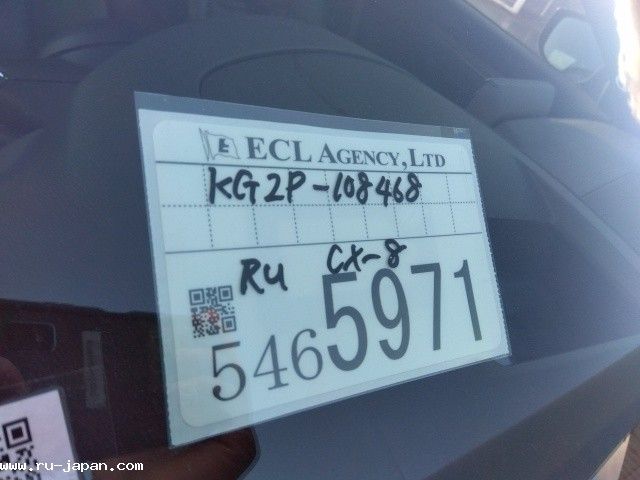 ECL AGENCY,LTD
KG2P-108468
RU CX-8
5465971
www.ru-japan.com